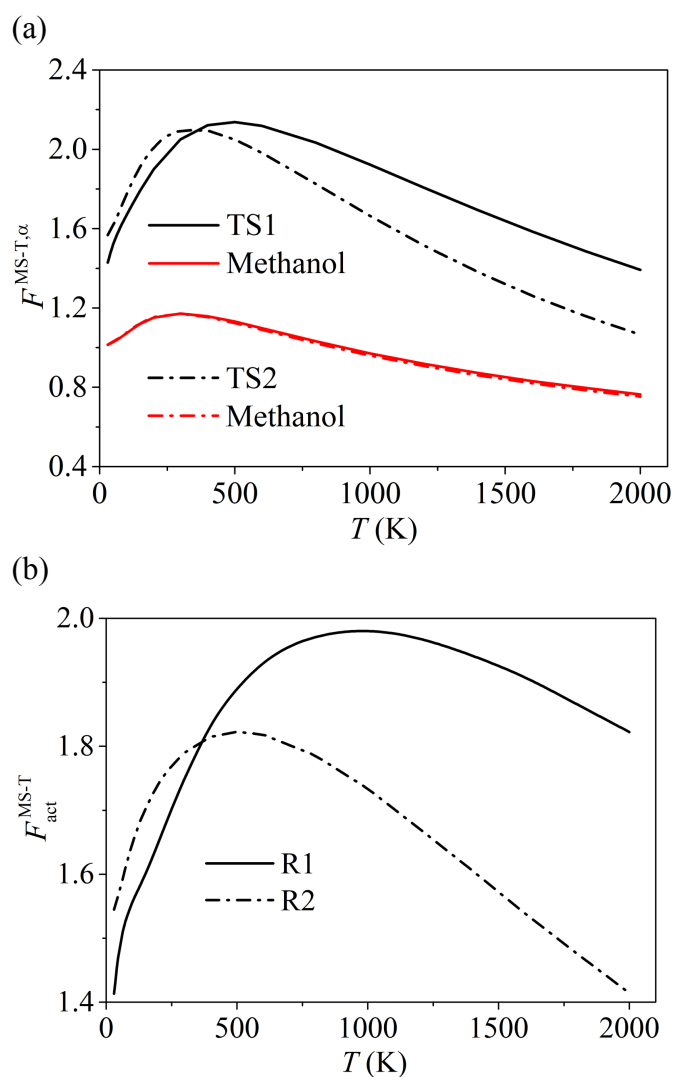 (a)
2.4
2.0
1.6
1.2
0.8
0.4
F^MS-T,α
TS1
Methanol
TS2
Methanol
0 500 1000 1500 2000
T (K)
(b)
2.0
1.8
1.6
1.4
F_act^MS-T
R1
R2
0 500 1000 1500 2000
T (K)